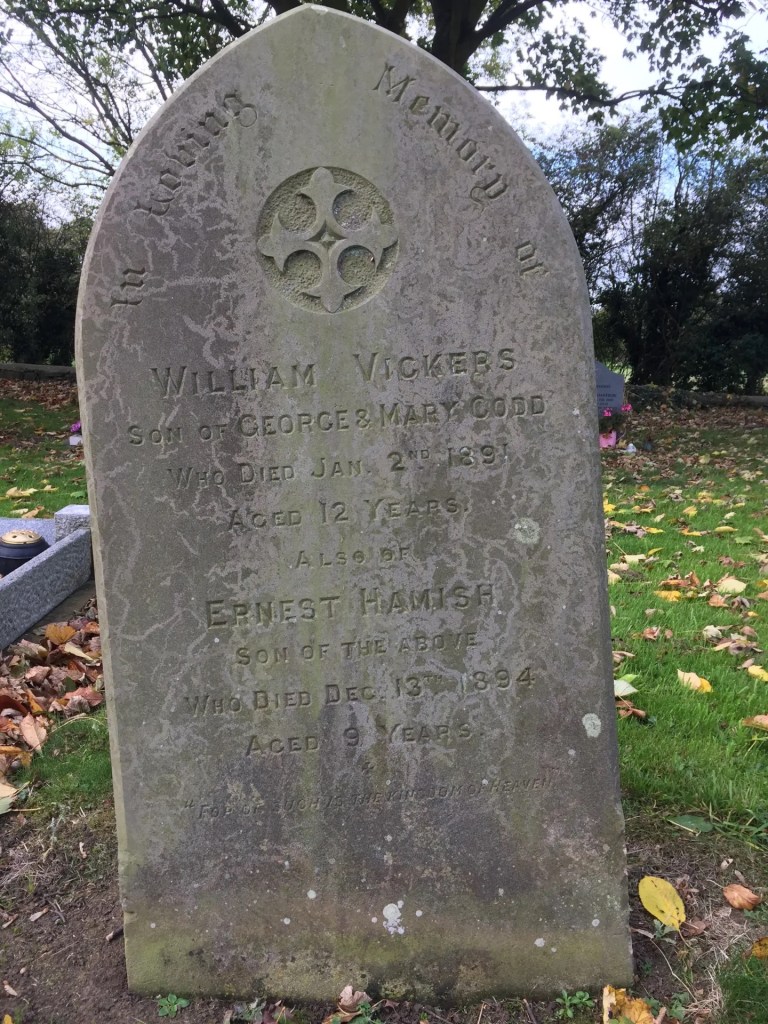 In Loving Memory of
WILLIAM VICKERS
SON OF GEORGE & MARY CODD
WHO DIED JAN. 2ND 1891
AGED 12 YEARS.
ALSO OF
ERNEST HAMISH
SON OF THE ABOVE
WHO DIED DEC. 13TH 1894
AGED 9 YEARS.
"FOR OF SUCH IS THE KINGDOM OF HEAVEN"